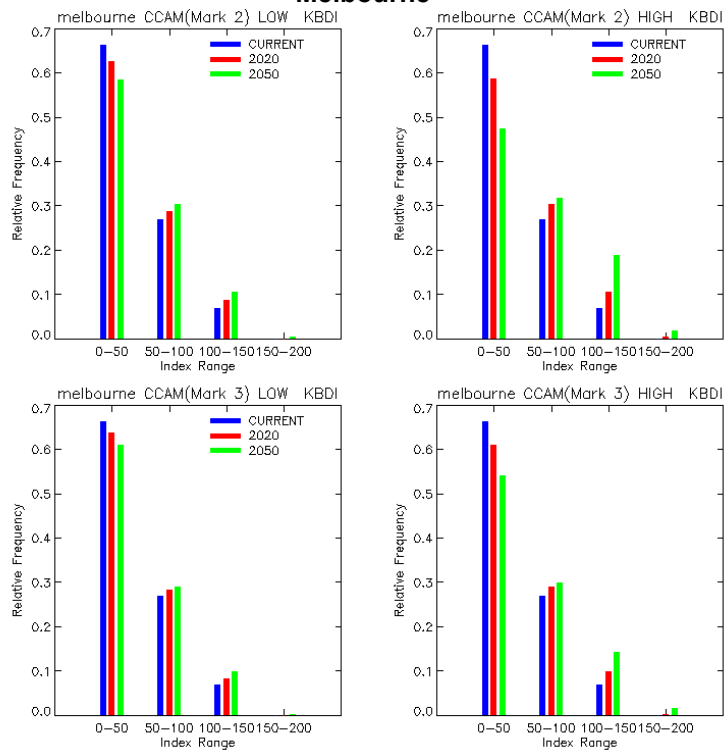 Melbourne
melbourne CCAM(Mark 2) LOW KBDI
0.7
0.6
0.5
0.4
0.3
0.2
0.1
0.0
Relative Frequency
CURRENT
2020
2050
0-50 50-100 100-150 150-200
Index Range
melbourne CCAM(Mark 2) HIGH KBDI
0.7
0.6
0.5
0.4
0.3
0.2
0.1
0.0
Relative Frequency
CURRENT
2020
2050
0-50 50-100 100-150 150-200
Index Range
melbourne CCAM(Mark 3) LOW KBDI
0.7
0.6
0.5
0.4
0.3
0.2
0.1
0.0
Relative Frequency
CURRENT
2020
2050
0-50 50-100 100-150 150-200
Index Range
melbourne CCAM(Mark 3) HIGH KBDI
0.7
0.6
0.5
0.4
0.3
0.2
0.1
0.0
Relative Frequency
0-50 50-100 100-150 150-200
Index Range